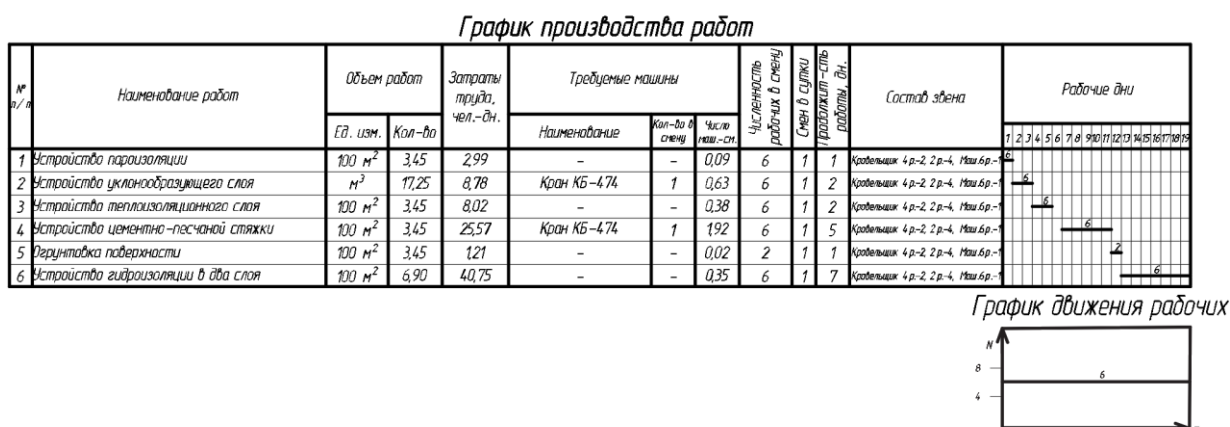 График производства работ
№ п/п Наименование работ Объем работ Затраты труда, чел.-дн. Требуемые машины Численность рабочих в смену Смен в сутки Продолжит-сть работы, дн. Состав звена Рабочие дни
Ед. изм. Кол-во Наименование Кол-во в смену Число маш.-см. 1 2 3 4 5 6 7 8 9 10 11 12 13 14 15 16 17 18 19
1 Устройство пароизоляции 100 м² 3,45 2,99 – – 0,09 6 1 1 Кровельщик 4 р.-2, 2 р.-4, Маш.6р.-1 6
2 Устройство уклонообразующего слоя м³ 17,25 8,78 Кран КБ-474 1 0,63 6 1 2 Кровельщик 4 р.-2, 2 р.-4, Маш.6р.-1 6
3 Устройство теплоизоляционного слоя 100 м² 3,45 8,02 – – 0,38 6 1 2 Кровельщик 4 р.-2, 2 р.-4, Маш.6р.-1 6
4 Устройство цементно-песчаной стяжки 100 м² 3,45 25,57 Кран КБ-474 1 1,92 6 1 5 Кровельщик 4 р.-2, 2 р.-4, Маш.6р.-1 6
5 Огрунтовка поверхности 100 м² 3,45 1,21 – – 0,02 2 1 1 Кровельщик 4 р.-2, 2 р.-4, Маш.6р.-1 2
6 Устройство гидроизоляции в два слоя 100 м² 6,90 40,75 – – 0,35 6 1 7 Кровельщик 4 р.-2, 2 р.-4, Маш.6р.-1 6
График движения рабочих
N
8
6
4